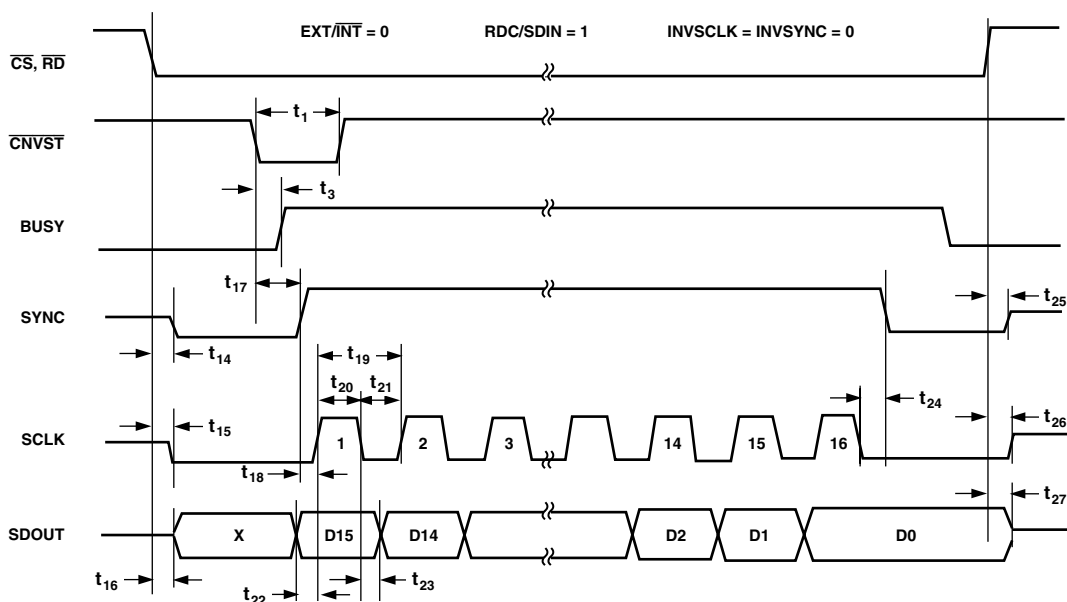 EXT/INT = 0 RDC/SDIN = 1 INVSCLK = INVSYNC = 0
CS, RD
t1
CNVST
t3
BUSY
t17
SYNC
t25
t14
t19
t20 t21
t24
t15
t26
SCLK
1 2 3 14 15 16
t18
t27
SDOUT
X D15 D14 D2 D1 D0
t16
t22
t23